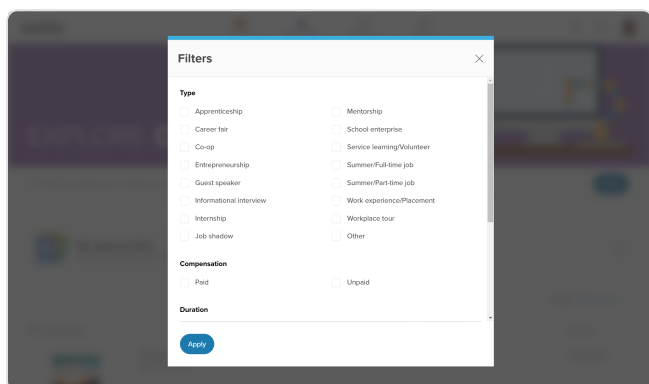 Filters
Type
Apprenticeship
Mentorship
Career fair
School enterprise
Co-op
Service learning/Volunteer
Entrepreneurship
Summer/Full-time job
Guest speaker
Summer/Part-time job
Informational interview
Work experience/Placement
Internship
Workplace tour
Job shadow
Other
Compensation
Paid
Unpaid
Duration
Apply
EXPLORE